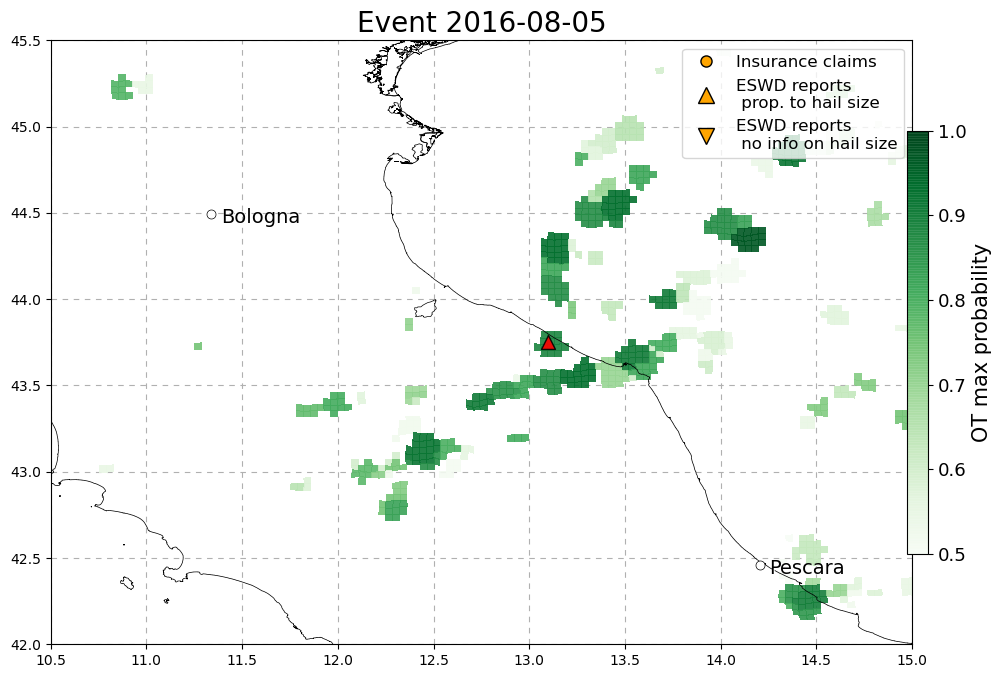 Event 2016-08-05
45.5
45.0
44.5
44.0
43.5
43.0
42.5
42.0
10.5 11.0 11.5 12.0 12.5 13.0 13.5 14.0 14.5 15.0
Insurance claims
ESWD reports
prop. to hail size
ESWD reports
no info on hail size
Bologna
Pescara
1.0
0.9
0.8
0.7
0.6
0.5
OT max probability